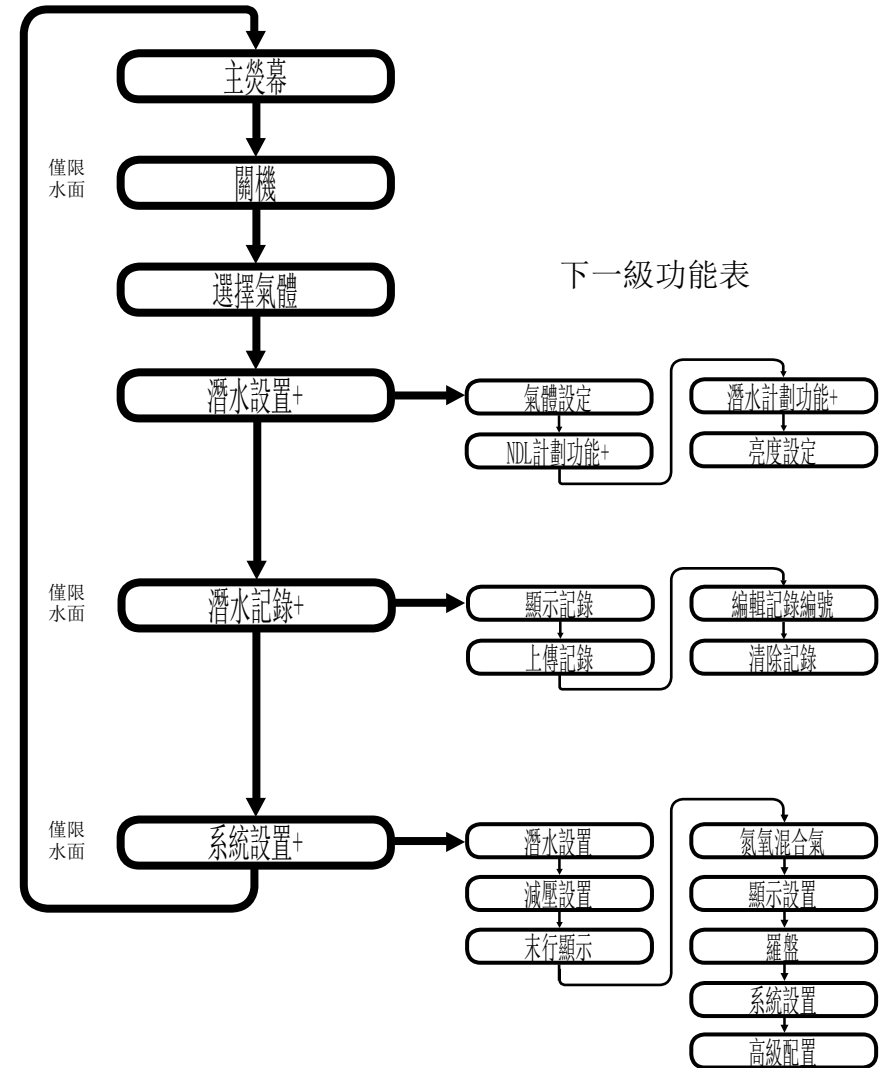 主熒幕
僅限
水面
關機
選擇氣體
下一級功能表
潛水設置+
氣體設定
NDL計劃功能+
潛水計劃功能+
亮度設定
僅限
水面
潛水記錄+
顯示記錄
上傳記錄
編輯記錄編號
清除記錄
僅限
水面
系統設置+
潛水設置
減壓設置
末行顯示
氮氧混合氣
顯示設置
羅盤
系統設置
高級配置